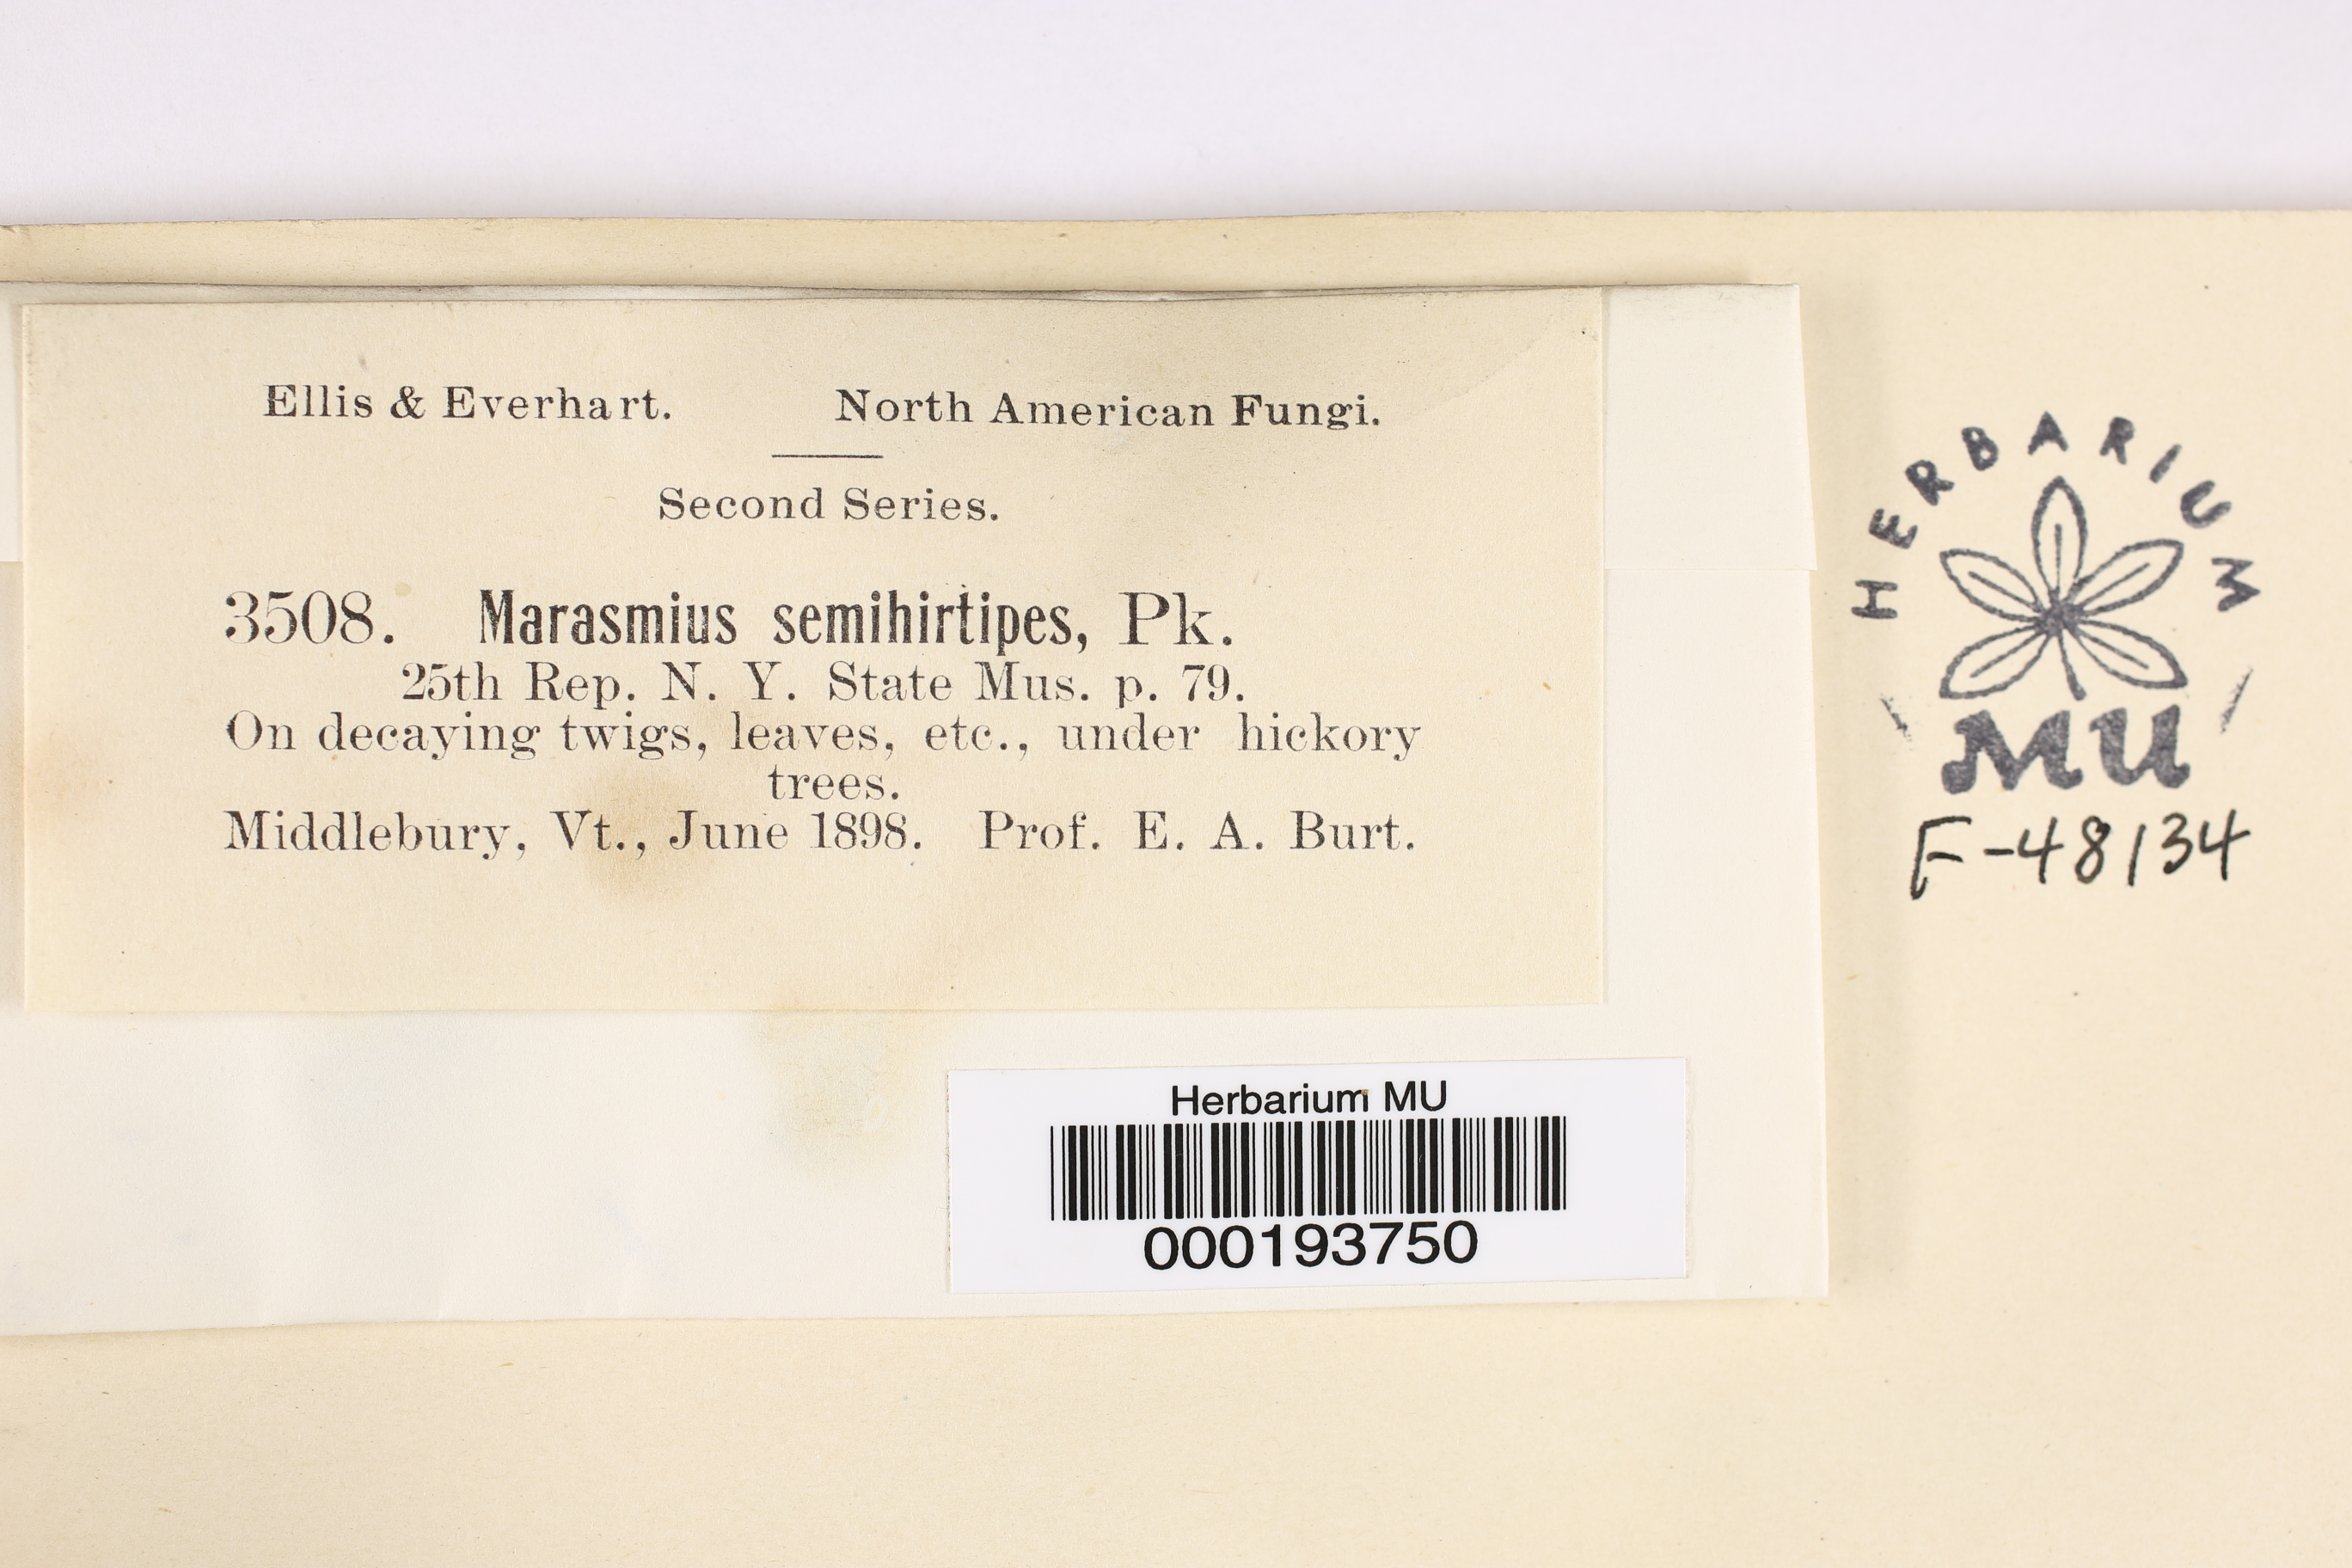 Ellis & Everhart. North American Fungi.
Second Series.
3508. Marasmius semihirtipes, Pk.
25th Rep. N. Y. State Mus. p. 79.
On decaying twigs, leaves, etc., under hickory
trees.
Middlebury, Vt., June 1898. Prof. E. A. Burt.
HERBARIUM
MU
F-48134
Herbarium MU
000193750